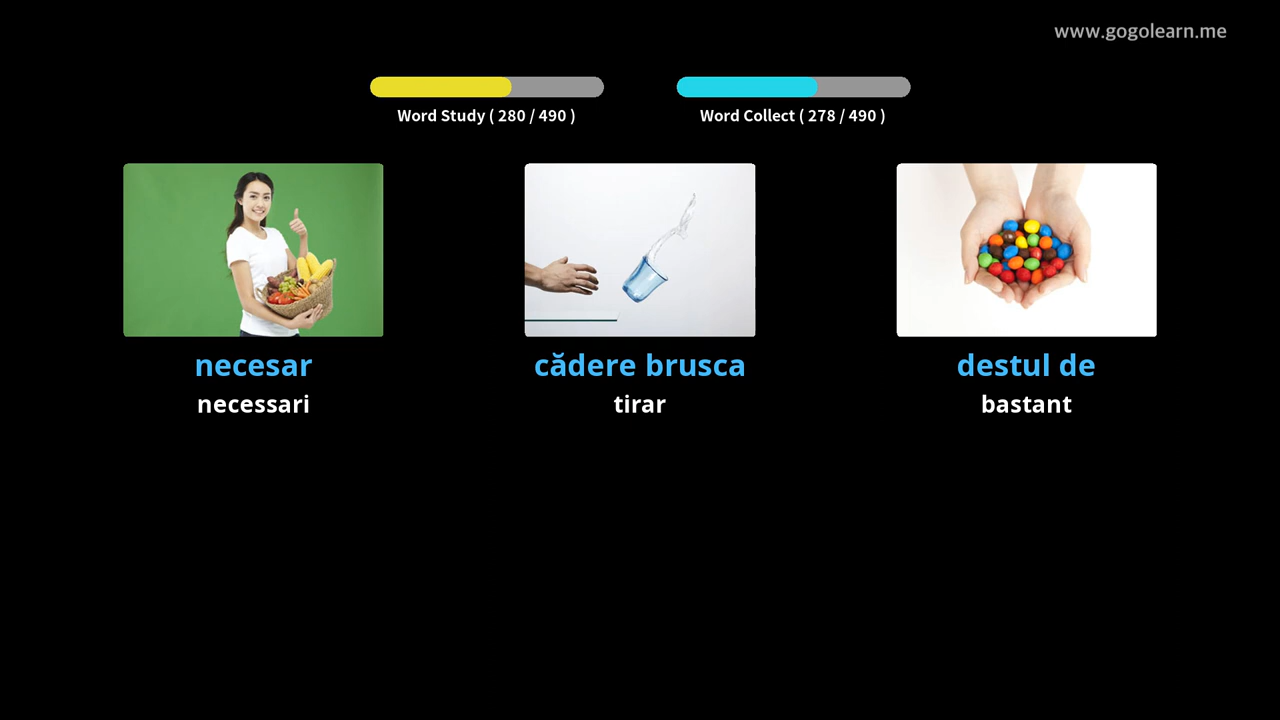 www.gogolearn.me
Word Study ( 280 / 490 )
Word Collect ( 278 / 490 )
necesar
necessari
cădere brusca
tirar
destul de
bastant